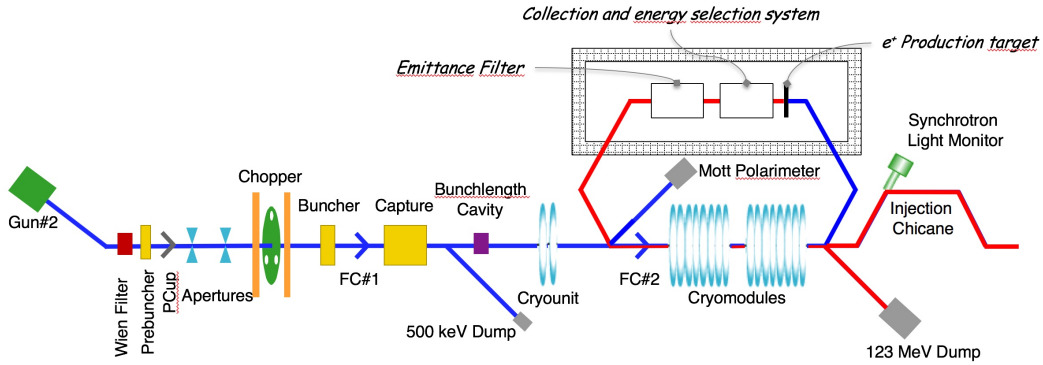 Collection and energy selection system
e⁺ Production target
Emittance Filter
Synchrotron
Light Monitor
Mott Polarimeter
Chopper
Bunchlength
Cavity
Buncher
Capture
Injection
Chicane
Gun#2
FC#1
FC#2
Wien Filter
Prebuncher
PCup
Apertures
Cryounit
Cryomodules
500 keV Dump
123 MeV Dump